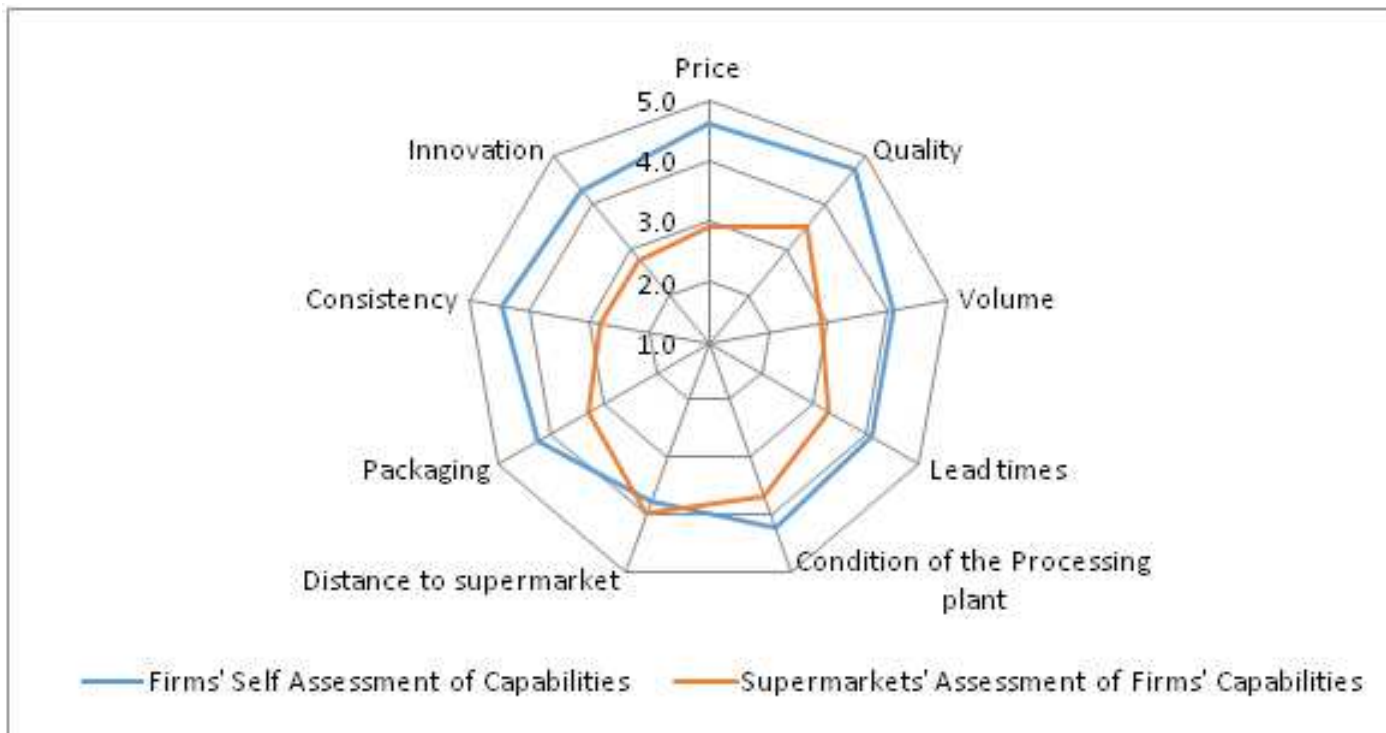 Price
5.0
Innovation
Quality
4.0
3.0
2.0
Consistency
Volume
1.0
Packaging
Lead times
Distance to supermarket
Condition of the Processing
plant
Firms' Self Assessment of Capabilities
Supermarkets' Assessment of Firms' Capabilities